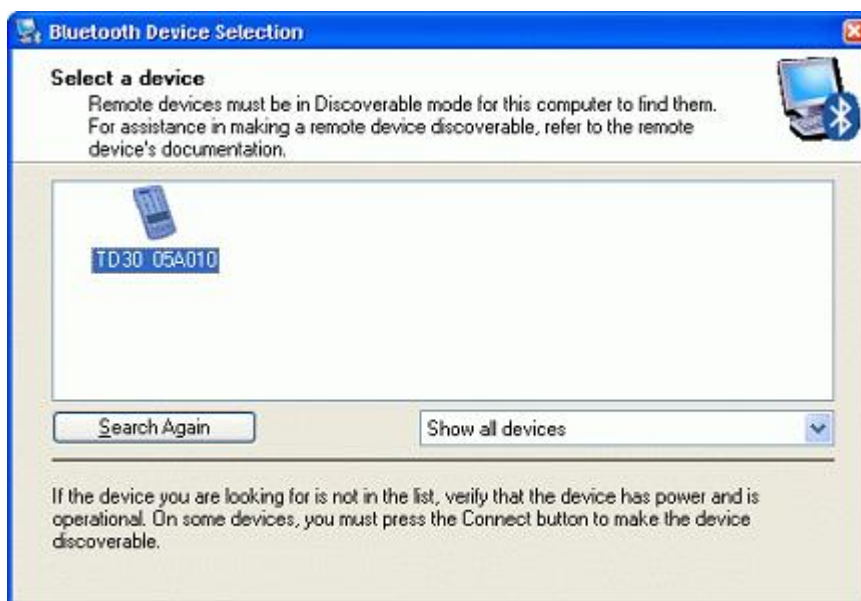 Bluetooth Device Selection
Select a device
Remote devices must be in Discoverable mode for this computer to find them.
For assistance in making a remote device discoverable, refer to the remote
device's documentation.
TD30 05A010
Search Again
Show all devices
If the device you are looking for is not in the list, verify that the device has power and is
operational. On some devices, you must press the Connect button to make the device
discoverable.